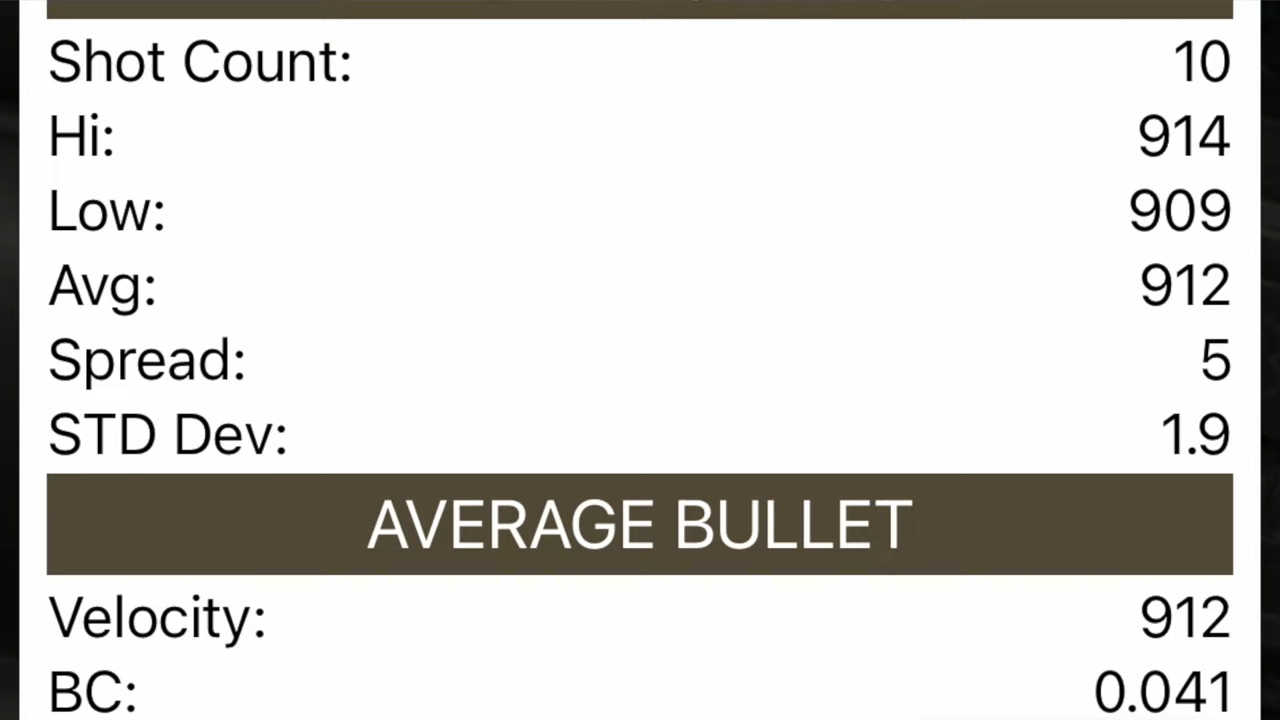 Shot Count: 10
Hi: 914
Low: 909
Avg: 912
Spread: 5
STD Dev: 1.9
AVERAGE BULLET
Velocity: 912
BC: 0.041